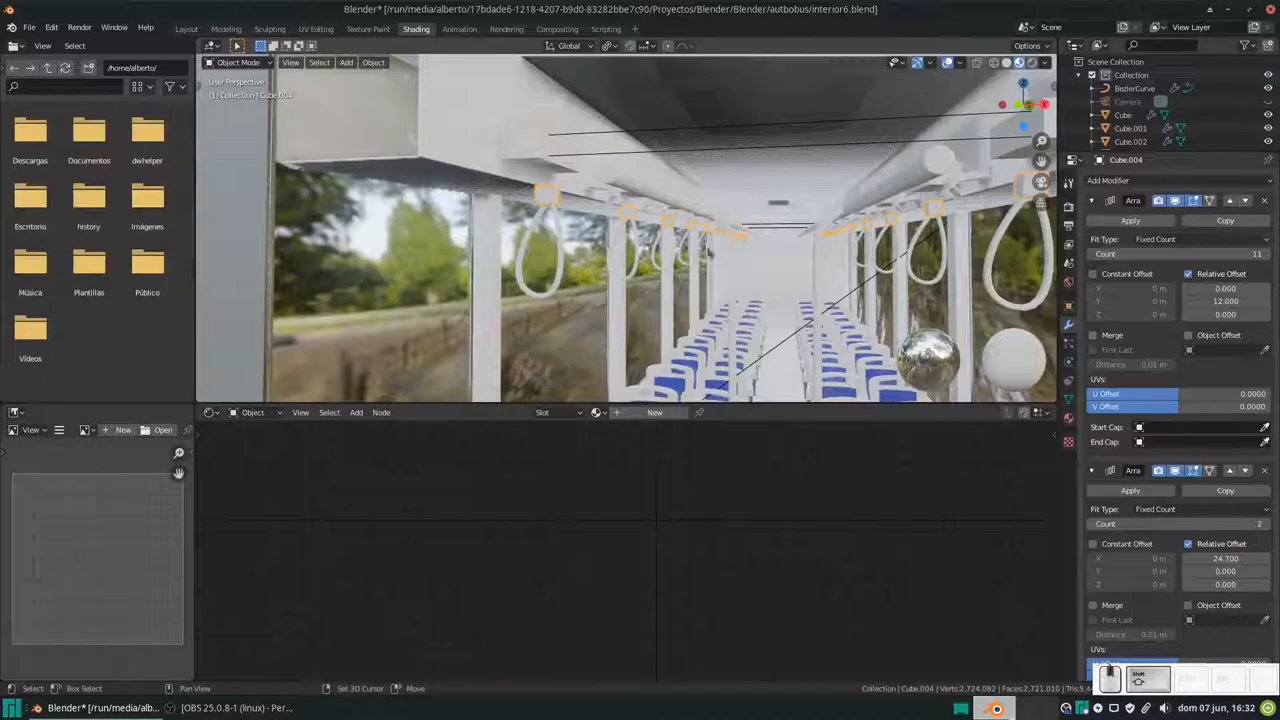 Blender* [/run/media/alberto/17bdade6-1218-4207-b9d0-83282bbe7c90/Proyectos/Blender/Blender/autbobus/interior6.blend]
File Edit Render Window Help Layout Modeling Sculpting UV Editing Texture Paint Shading Animation Rendering Compositing Scripting Scene View Layer
View Select Global Options
Object Mode View Select Add Object
/home/alberto/
User Perspective
(1) Collection | Cube.004
Descargas Documentos dwhelper
Escritorio history Imágenes
Música Plantillas Público
Vídeos
Scene Collection
Collection
BezierCurve
Camera
Cube
Cube.001
Cube.002
Cube.004
Add Modifier
Arra
Apply Copy
Fit Type: Fixed Count
Count 11
Constant Offset Relative Offset
X 0 m 0.000
Y 0 m 12.000
Z 0 m 0.000
Merge Object Offset
First Last
Distance 0.01 m
UVs:
U Offset 0.0000
V Offset 0.0000
Start Cap:
End Cap:
Arra
Apply Copy
Fit Type: Fixed Count
Count 2
Constant Offset Relative Offset
X 0 m 24.700
Y 0 m 0.000
Z 0 m 0.000
Merge Object Offset
First Last
Distance 0.01 m
UVs:
Object View Select Add Node Slot New
View New Open
Select Box Select Pan View Set 3D Cursor Move
Collection | Cube.004 | Verts:2,724,082 | Faces:2,721,010 | Tris:5,4
Shift
Blender* [/run/media/alb... [OBS 25.0.8-1 (linux) - Per... dom 07 jun, 16:32